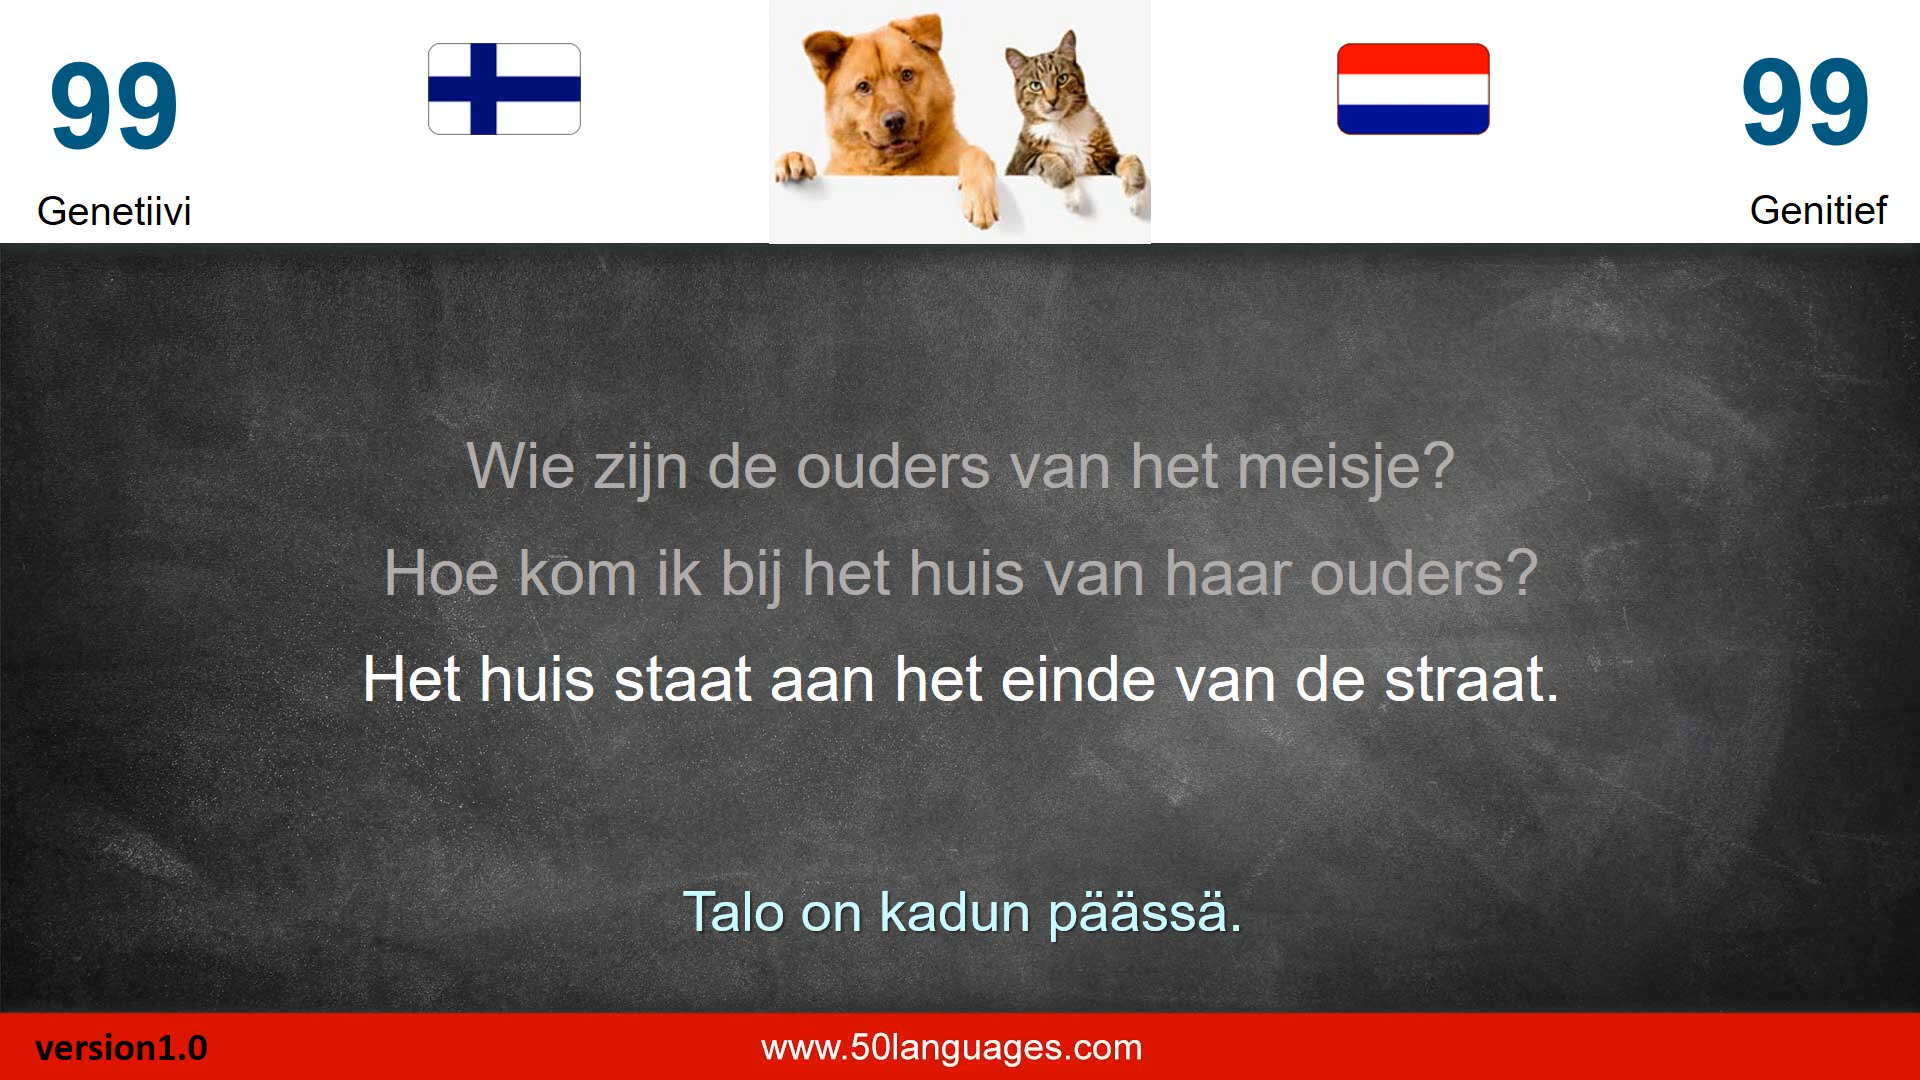 99
99
Genetiivi
Genitief
Wie zijn de ouders van het meisje?
Hoe kom ik bij het huis van haar ouders?
Het huis staat aan het einde van de straat.
Talo on kadun päässä.
version1.0
www.50languages.com